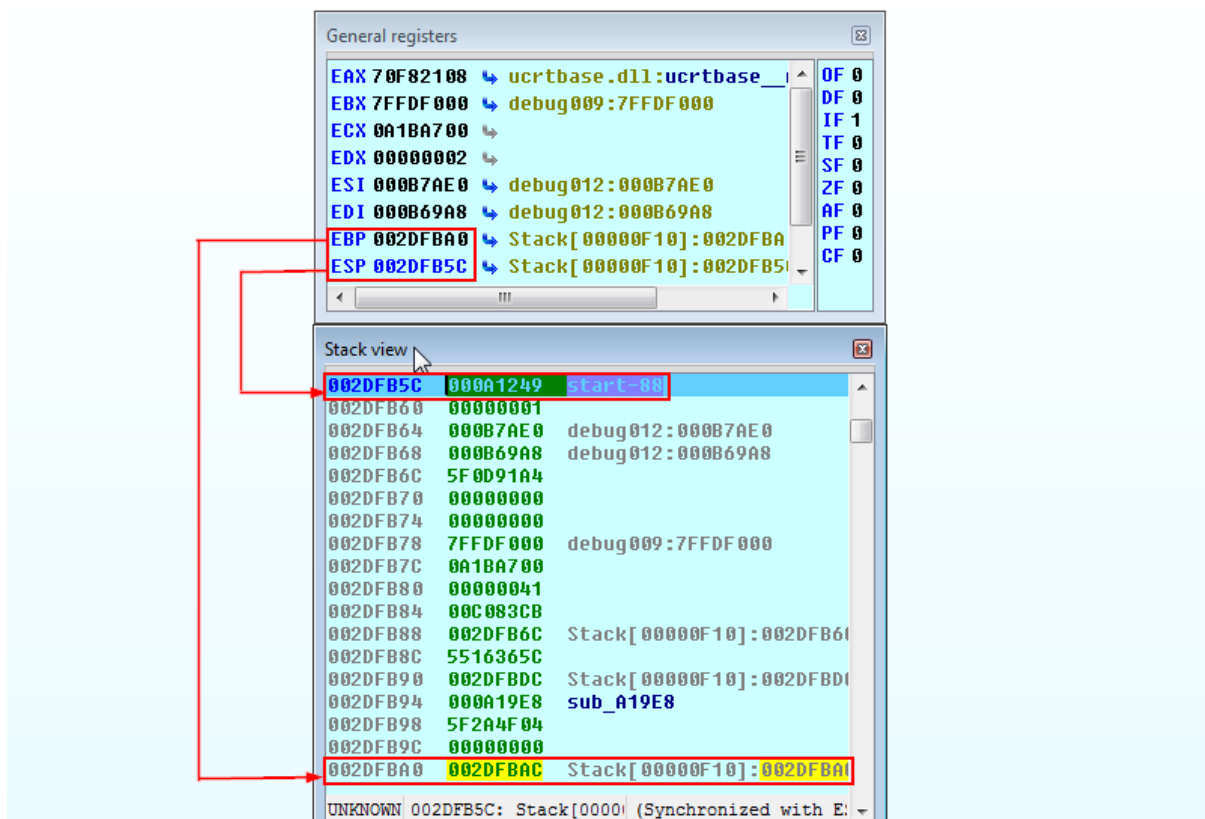 General registers
EAX 70F82108 ucrtbase.dll:ucrtbase__
OF 0
EBX 7FFDF000 debug009:7FFDF000
DF 0
ECX 0A1BA700
IF 1
EDX 00000002
TF 0
SF 0
ESI 000B7AE0 debug012:000B7AE0
ZF 0
EDI 000B69A8 debug012:000B69A8
AF 0
EBP 002DFBA0 Stack[00000F10]:002DFBA
PF 0
ESP 002DFB5C Stack[00000F10]:002DFB5
CF 0
Stack view
002DFB5C 000A1249 start-88
002DFB60 00000001
002DFB64 000B7AE0 debug012:000B7AE0
002DFB68 000B69A8 debug012:000B69A8
002DFB6C 5F0D91A4
002DFB70 00000000
002DFB74 00000000
002DFB78 7FFDF000 debug009:7FFDF000
002DFB7C 0A1BA700
002DFB80 00000041
002DFB84 00C083CB
002DFB88 002DFB6C Stack[00000F10]:002DFB6
002DFB8C 5516365C
002DFB90 002DFBDC Stack[00000F10]:002DFBD
002DFB94 000A19E8 sub_A19E8
002DFB98 5F2A4F04
002DFB9C 00000000
002DFBA0 002DFBAC Stack[00000F10]:002DFBA
UNKNOWN 002DFB5C: Stack[0000 (Synchronized with E